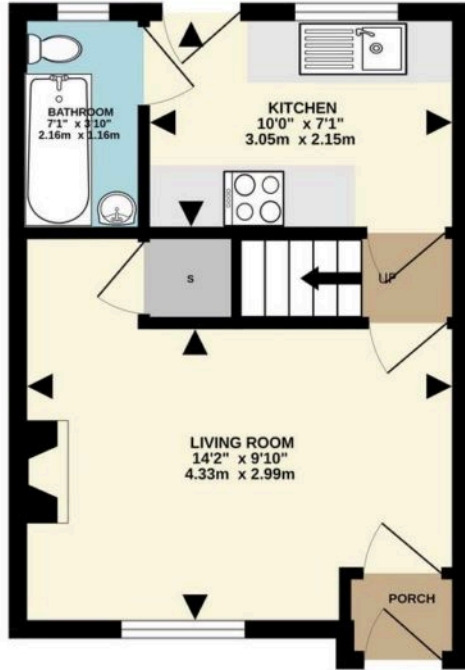 BATHROOM
7'1" x 3'10"
2.16m x 1.16m
KITCHEN
10'0" x 7'1"
3.05m x 2.15m
S
UP
LIVING ROOM
14'2" x 9'10"
4.33m x 2.99m
PORCH